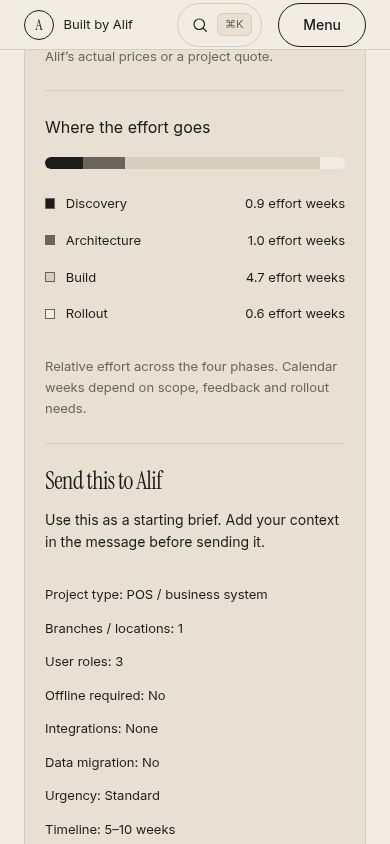 A
Built by Alif
⌘K
Menu
Alif's actual prices or a project quote.
Where the effort goes
Discovery 0.9 effort weeks
Architecture 1.0 effort weeks
Build 4.7 effort weeks
Rollout 0.6 effort weeks
Relative effort across the four phases. Calendar
weeks depend on scope, feedback and rollout
needs.
Send this to Alif
Use this as a starting brief. Add your context
in the message before sending it.
Project type: POS / business system
Branches / locations: 1
User roles: 3
Offline required: No
Integrations: None
Data migration: No
Urgency: Standard
Timeline: 5–10 weeks